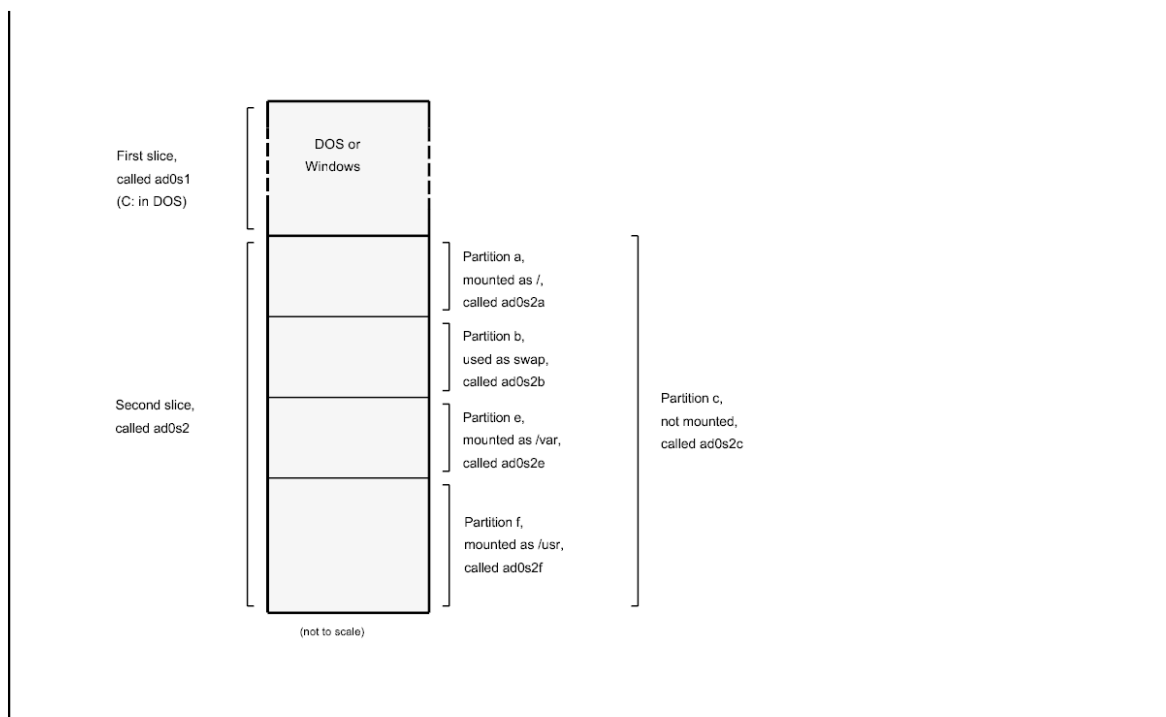 DOS or
Windows
First slice,
called ad0s1
(C: in DOS)
Partition a,
mounted as /,
called ad0s2a
Partition b,
used as swap,
called ad0s2b
Second slice,
called ad0s2
Partition c,
not mounted,
called ad0s2c
Partition e,
mounted as /var,
called ad0s2e
Partition f,
mounted as /usr,
called ad0s2f
(not to scale)